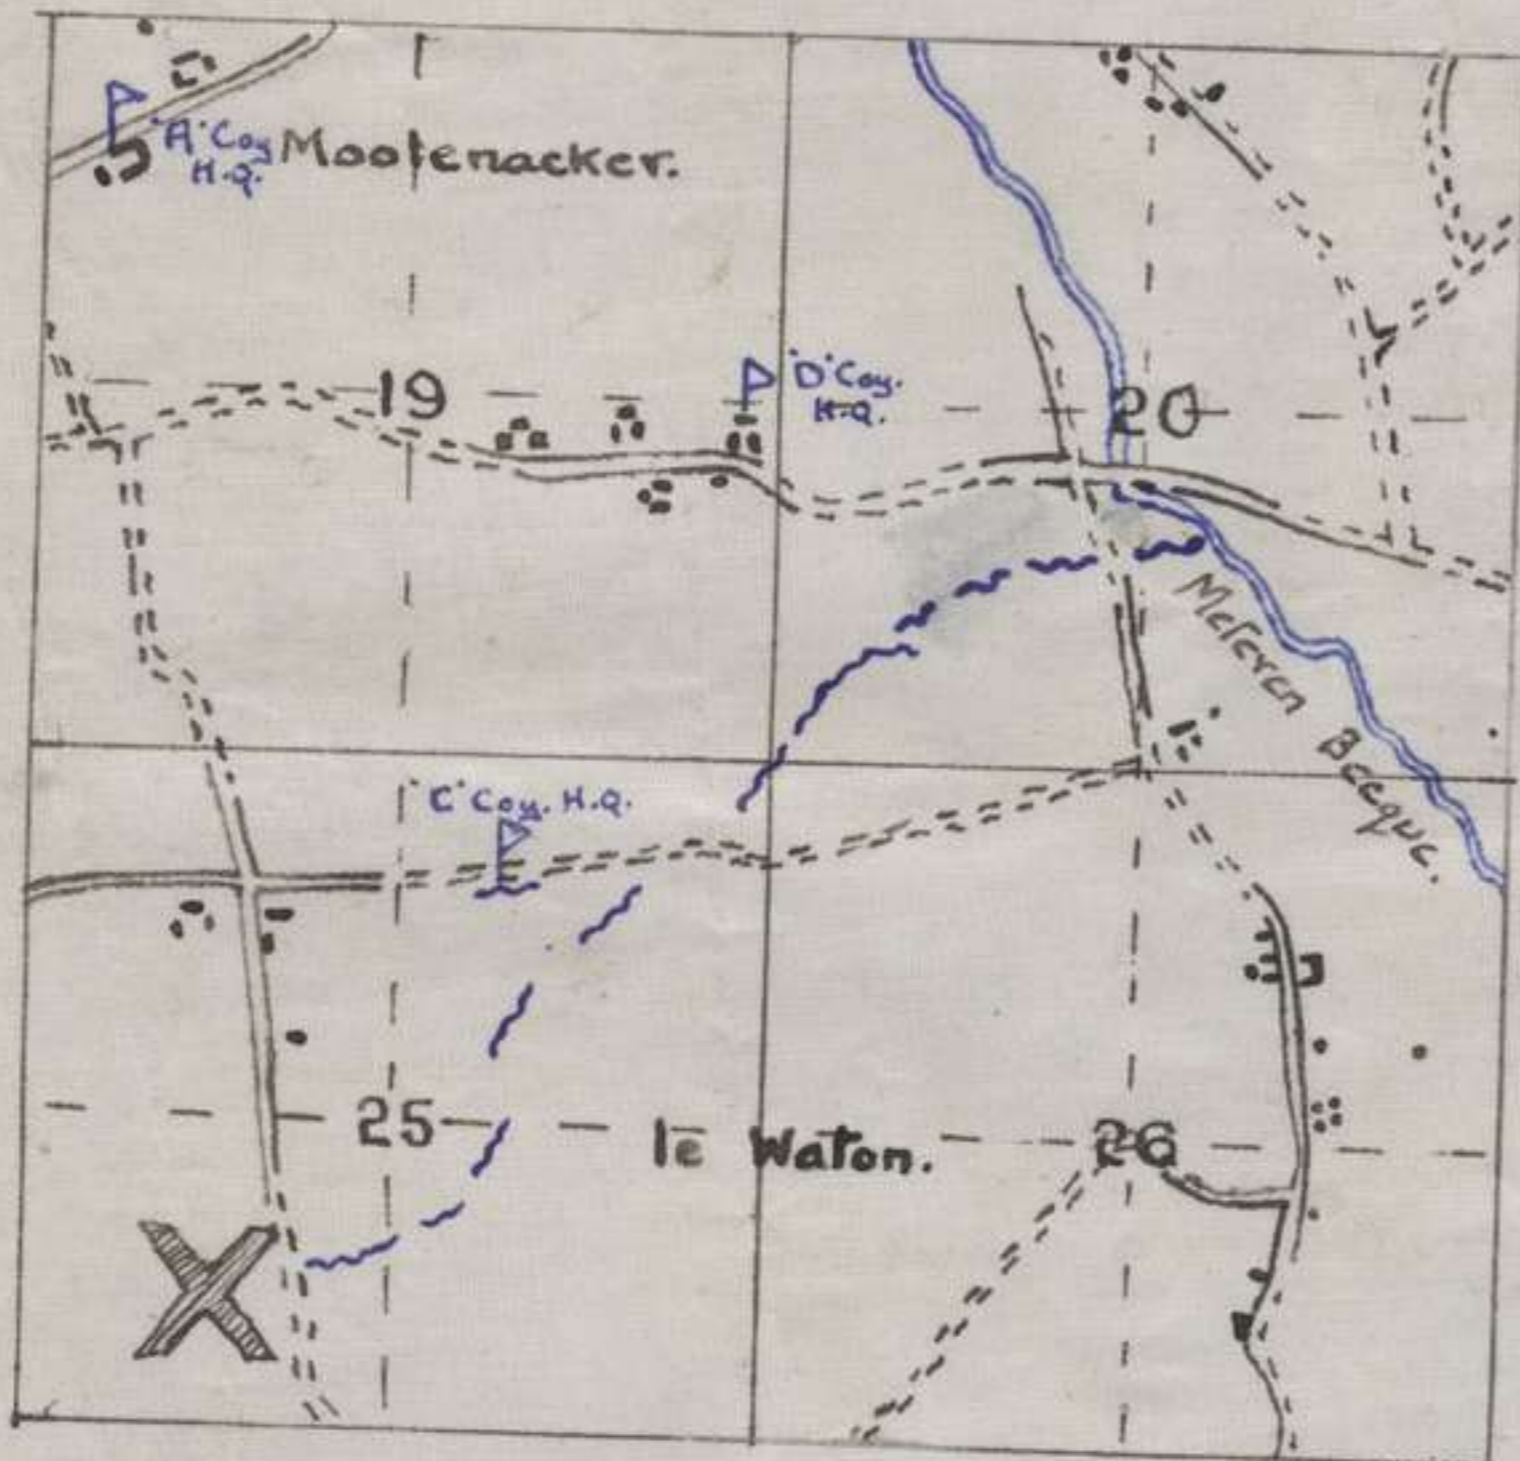 "A" Coy
H.Q.
Mootenacker.
19
"D" Coy.
H.Q.
20
Meteren Becque.
"C" Coy. H.Q.
25
le Waton.
26
X